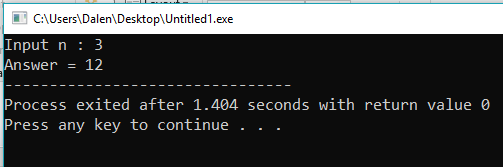 C:\Users\Dalen\Desktop\Untitled1.exe
Input n : 3
Answer = 12
--------------------------------
Process exited after 1.404 seconds with return value 0
Press any key to continue . . .